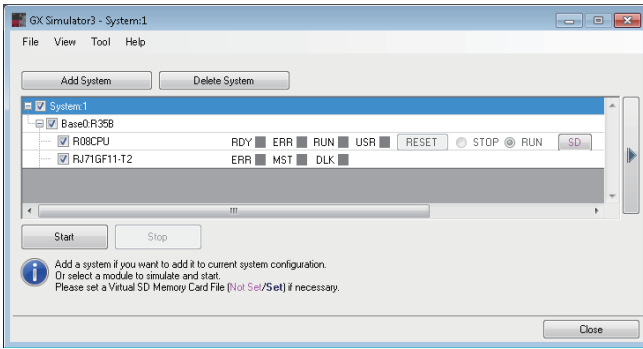 GX Simulator3 - System:1
File View Tool Help
Add System Delete System
System:1
Base0:R35B
R08CPU RDY ERR RUN USR RESET STOP RUN SD
RJ71GF11-T2 ERR MST DLK
Start Stop
Add a system if you want to add it to current system configuration.
Or select a module to simulate and start.
Please set a Virtual SD Memory Card File (Not Set/Set) if necessary.
Close